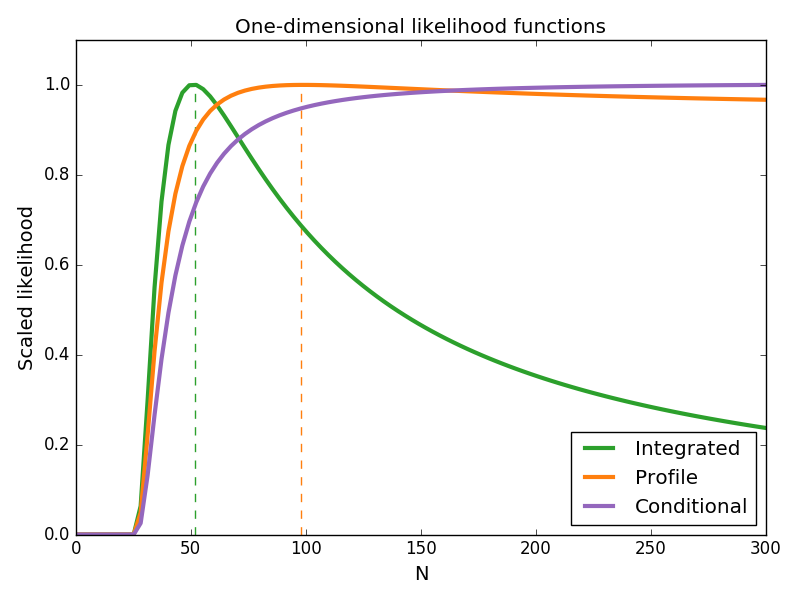 One-dimensional likelihood functions
Scaled likelihood
1.0
0.8
0.6
0.4
0.2
0.0
Integrated
Profile
Conditional
0 50 100 150 200 250 300
N